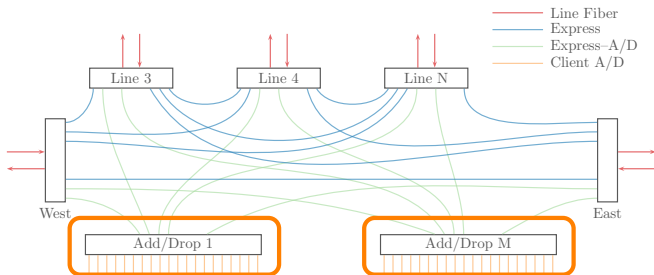 Line Fiber
Express
Express–A/D
Client A/D
Line 3
Line 4
Line N
West
East
Add/Drop 1
Add/Drop M